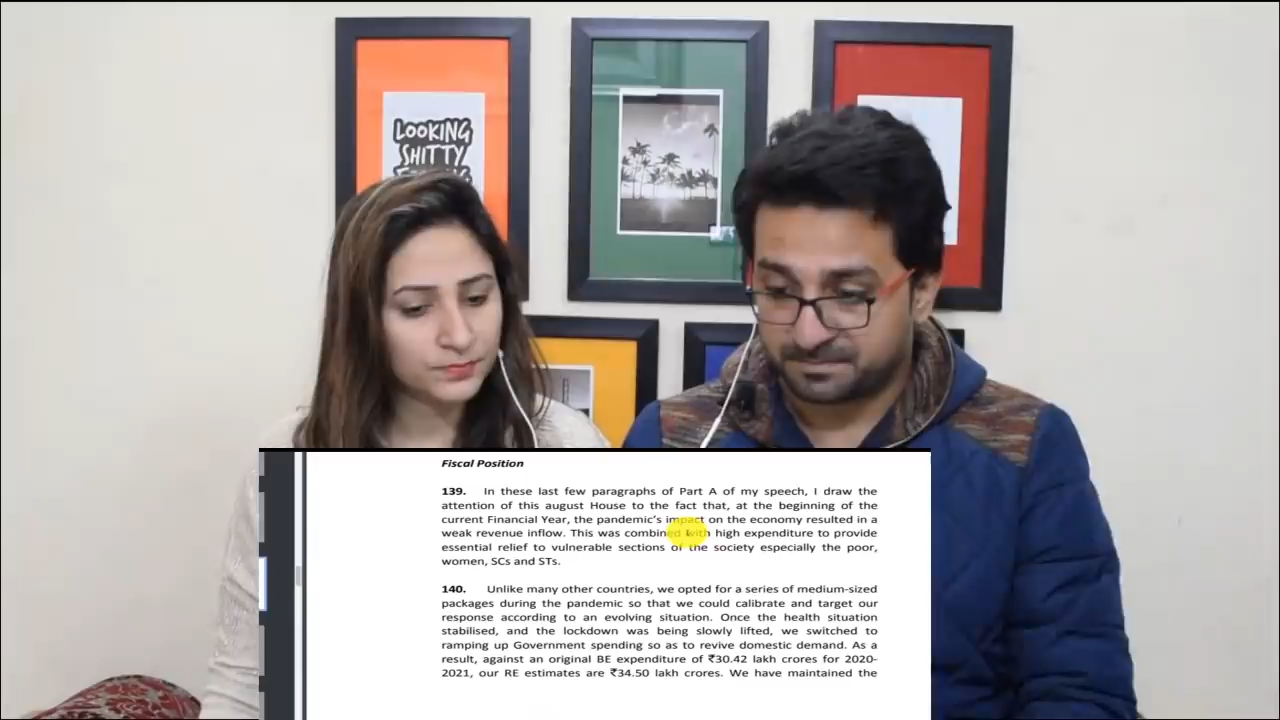 LOOKING
SHITTY
Fiscal Position
139. In these last few paragraphs of Part A of my speech, I draw the
attention of this august House to the fact that, at the beginning of the
current Financial Year, the pandemic's impact on the economy resulted in a
weak revenue inflow. This was combined with high expenditure to provide
essential relief to vulnerable sections of the society especially the poor,
women, SCs and STs.
140. Unlike many other countries, we opted for a series of medium-sized
packages during the pandemic so that we could calibrate and target our
response according to an evolving situation. Once the health situation
stabilised, and the lockdown was being slowly lifted, we switched to
ramping up Government spending so as to revive domestic demand. As a
result, against an original BE expenditure of ₹30.42 lakh crores for 2020-
2021, our RE estimates are ₹34.50 lakh crores. We have maintained the